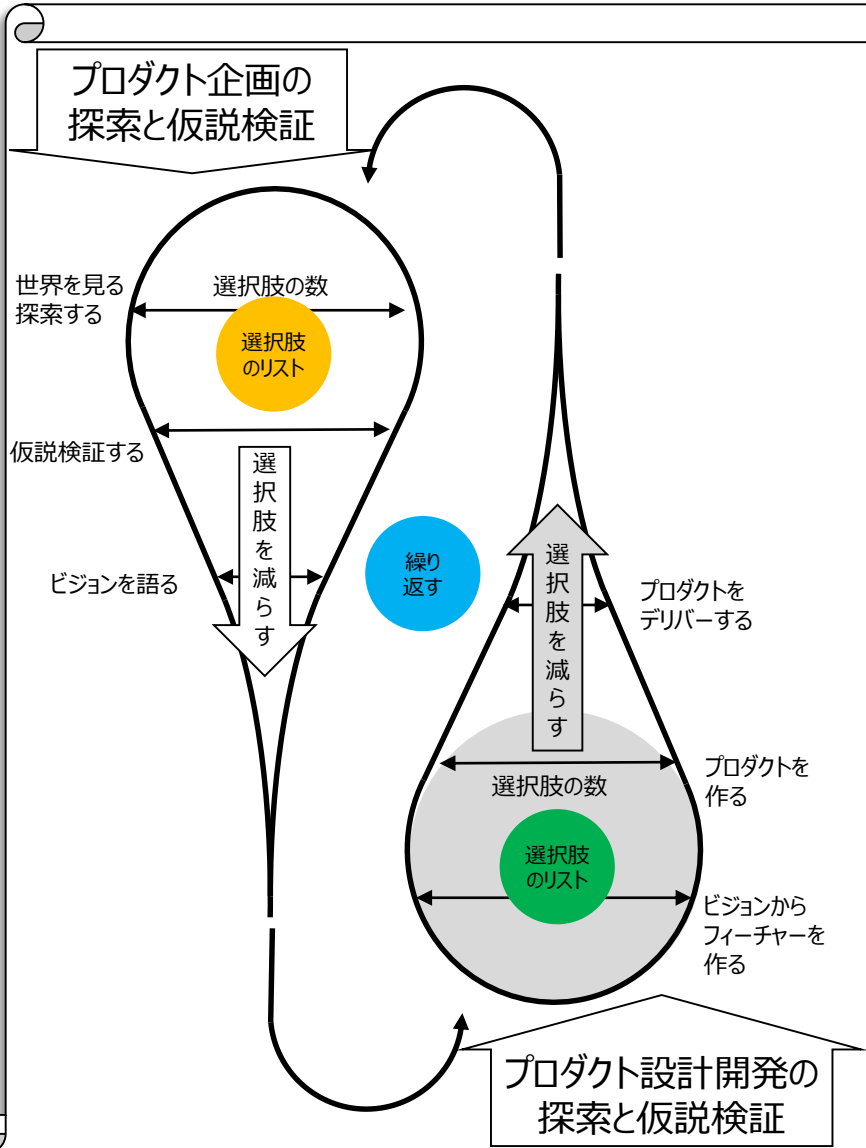 プロダクト企画の
探索と仮説検証
世界を見る
探索する
選択肢の数
選択肢
のリスト
仮説検証する
選択肢を減らす
ビジョンを語る
繰り
返す
選択肢を減らす
プロダクトを
デリバーする
プロダクトを
作る
選択肢の数
選択肢
のリスト
ビジョンから
フィーチャーを
作る
プロダクト設計開発の
探索と仮説検証